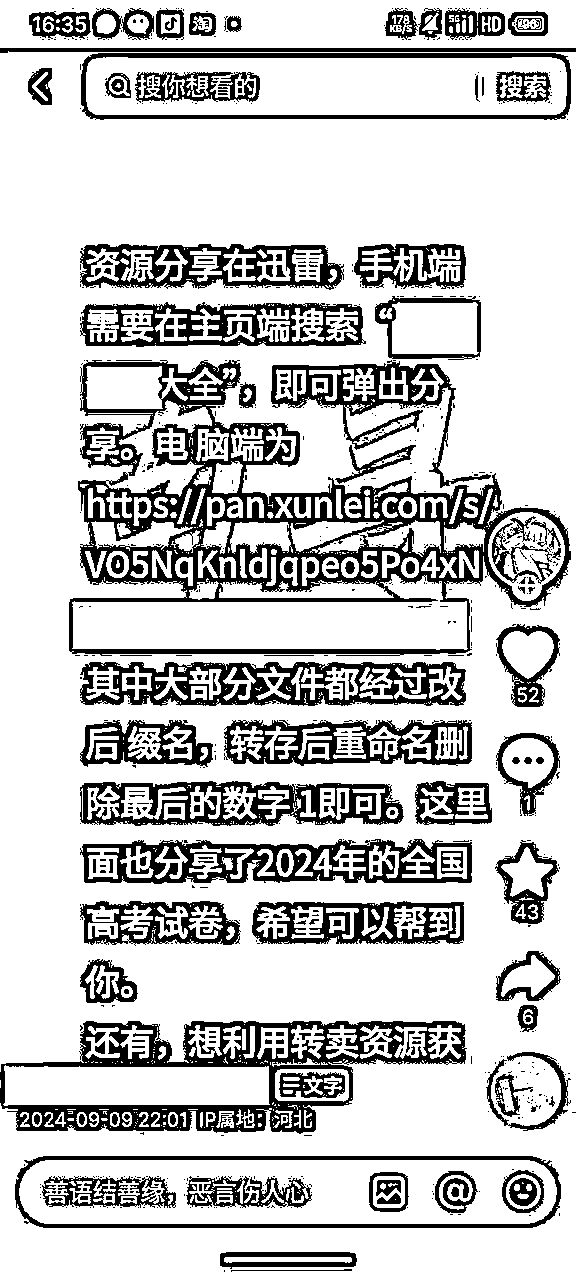 16:35
HD
搜你想看的
搜索
资源分享在迅雷，手机端
需要在主页端搜索“
大全”，即可弹出分
享。电脑端为
https://pan.xunlei.com/s/
VO5NqKnldjqpeo5Po4xN
其中大部分文件都经过改
后缀名，转存后重命名删
除最后的数字 1即可。这里
面也分享了2024年的全国
高考试卷，希望可以帮到
你。
还有，想利用转卖资源获
52
1
43
6
文字
2024-09-09 22:01 IP属地：河北
善语结善缘，恶言伤人心